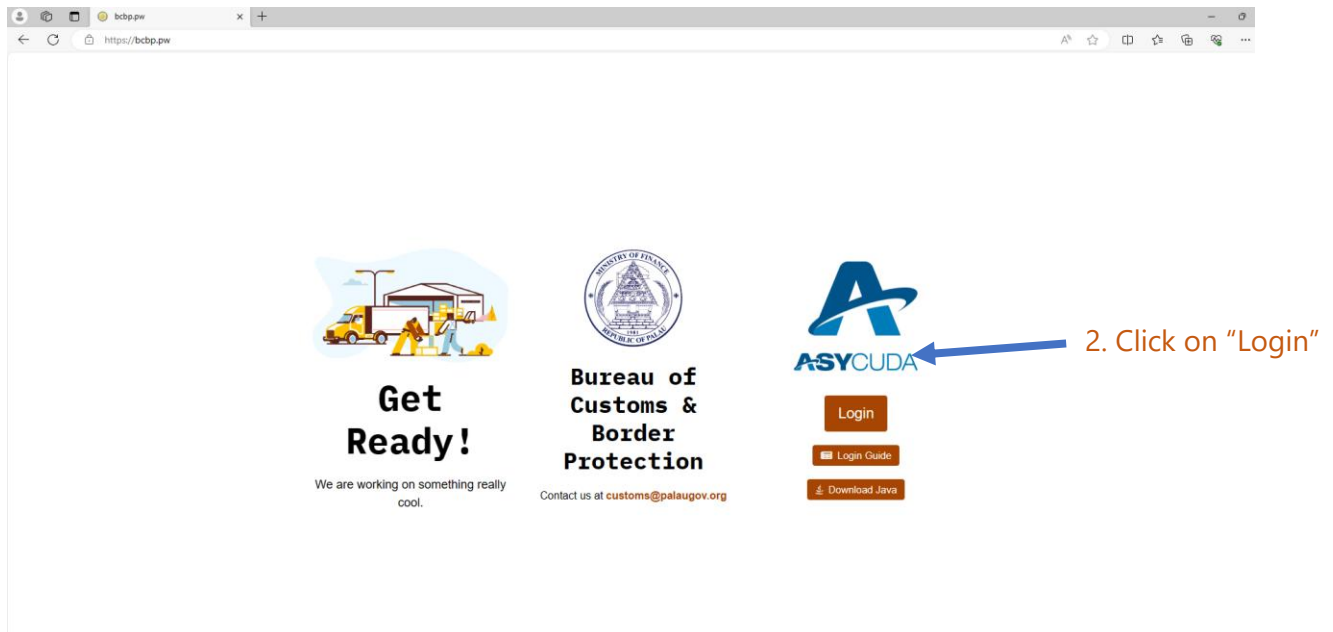 bcbp.pw
https://bcbp.pw
MINISTRY OF FINANCE
1981
REPUBLIC OF PALAU
ASYCUDA
2. Click on “Login”
Get
Ready!
We are working on something really
cool.
Bureau of
Customs &
Border
Protection
Contact us at customs@palaugov.org
Login
Login Guide
Download Java